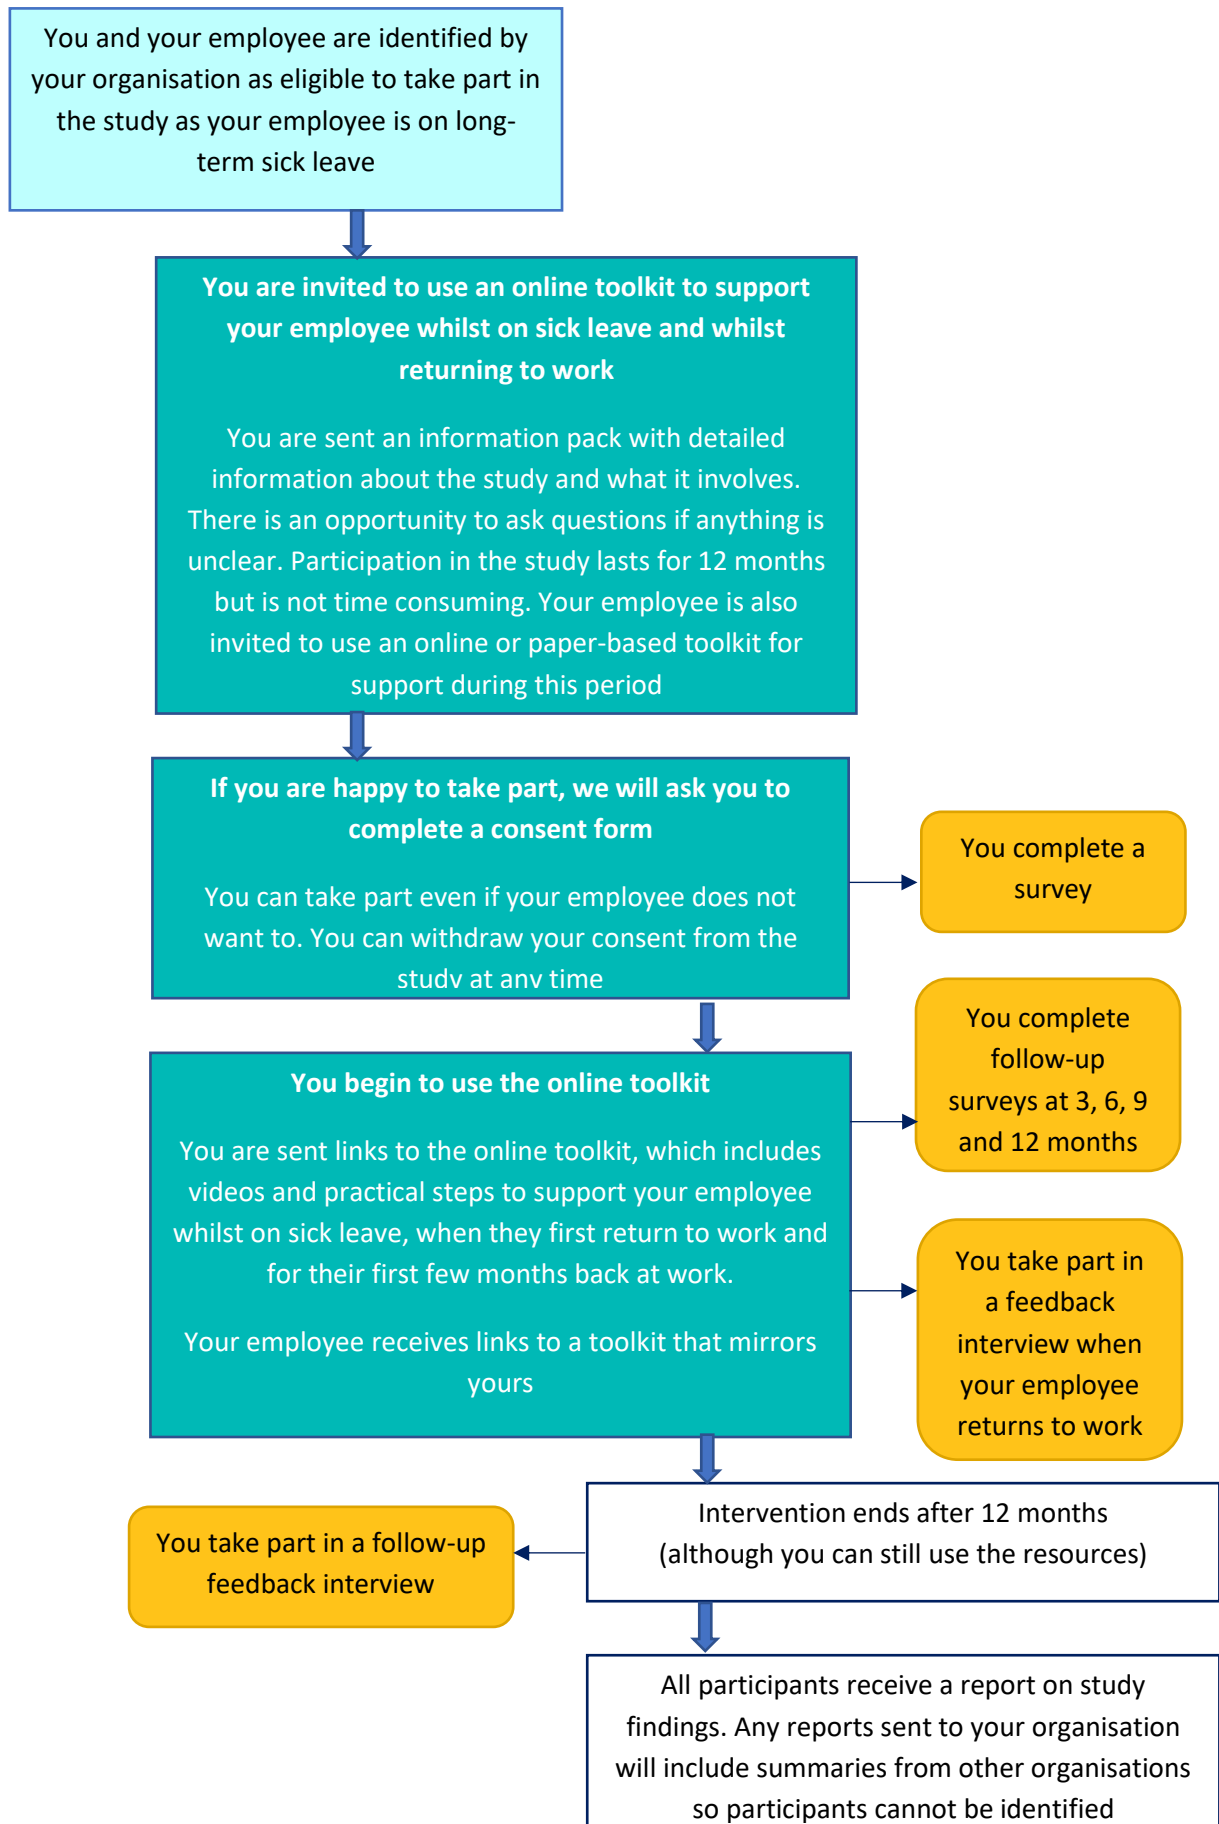 You and your employee are identified by
your organisation as eligible to take part in
the study as your employee is on long-
term sick leave
You are invited to use an online toolkit to support
your employee whilst on sick leave and whilst
returning to work
You are sent an information pack with detailed
information about the study and what it involves.
There is an opportunity to ask questions if anything is
unclear. Participation in the study lasts for 12 months
but is not time consuming. Your employee is also
invited to use an online or paper-based toolkit for
support during this period
If you are happy to take part, we will ask you to
complete a consent form
You can take part even if your employee does not
want to. You can withdraw your consent from the
study at any time
You complete a
survey
You begin to use the online toolkit
You are sent links to the online toolkit, which includes
videos and practical steps to support your employee
whilst on sick leave, when they first return to work and
for their first few months back at work.
Your employee receives links to a toolkit that mirrors
yours
You complete
follow-up
surveys at 3, 6, 9
and 12 months
You take part in
a feedback
interview when
your employee
returns to work
Intervention ends after 12 months
(although you can still use the resources)
You take part in a follow-up
feedback interview
All participants receive a report on study
findings. Any reports sent to your organisation
will include summaries from other organisations
so participants cannot be identified